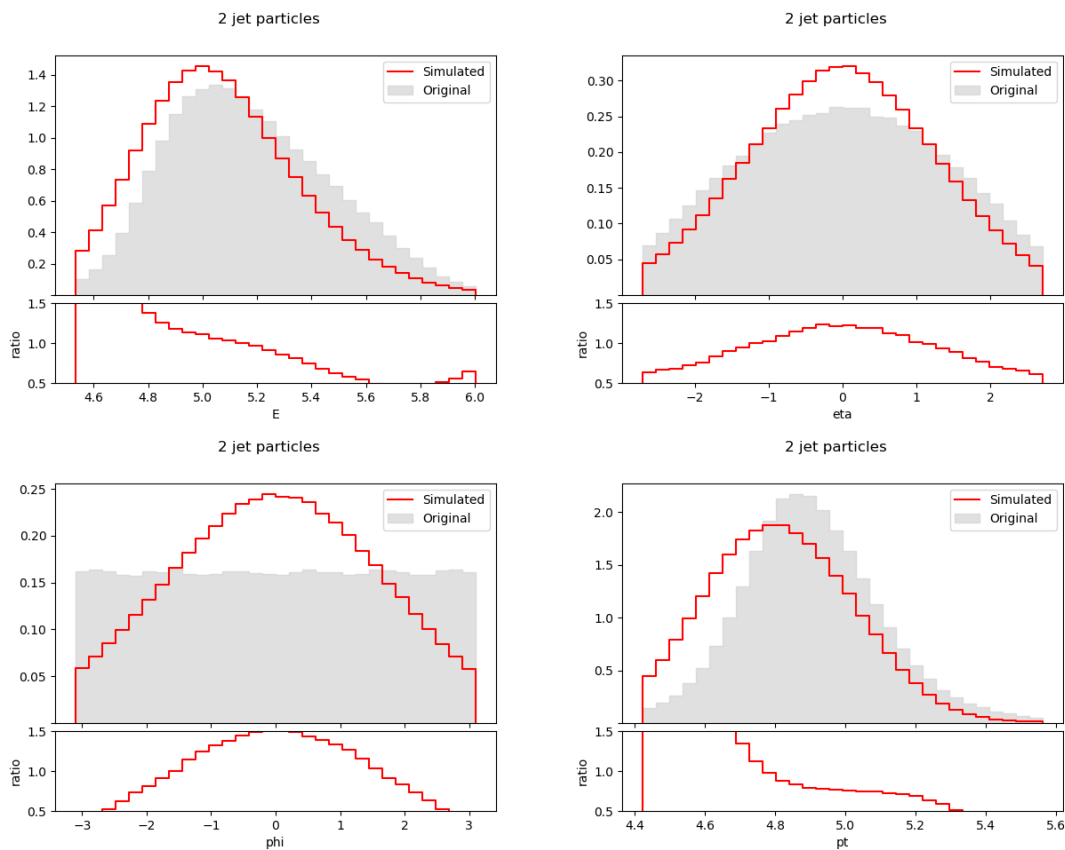 2 jet particles
1.4
1.2
1.0
0.8
0.6
0.4
0.2
Simulated
Original
1.5
1.0
0.5
ratio
4.6 4.8 5.0 5.2 5.4 5.6 5.8 6.0
E
2 jet particles
0.30
0.25
0.20
0.15
0.10
0.05
Simulated
Original
1.5
1.0
0.5
ratio
−2 −1 0 1 2
eta
2 jet particles
0.25
0.20
0.15
0.10
0.05
Simulated
Original
1.5
1.0
0.5
ratio
−3 −2 −1 0 1 2 3
phi
2 jet particles
2.0
1.5
1.0
0.5
Simulated
Original
1.5
1.0
0.5
ratio
4.4 4.6 4.8 5.0 5.2 5.4 5.6
pt